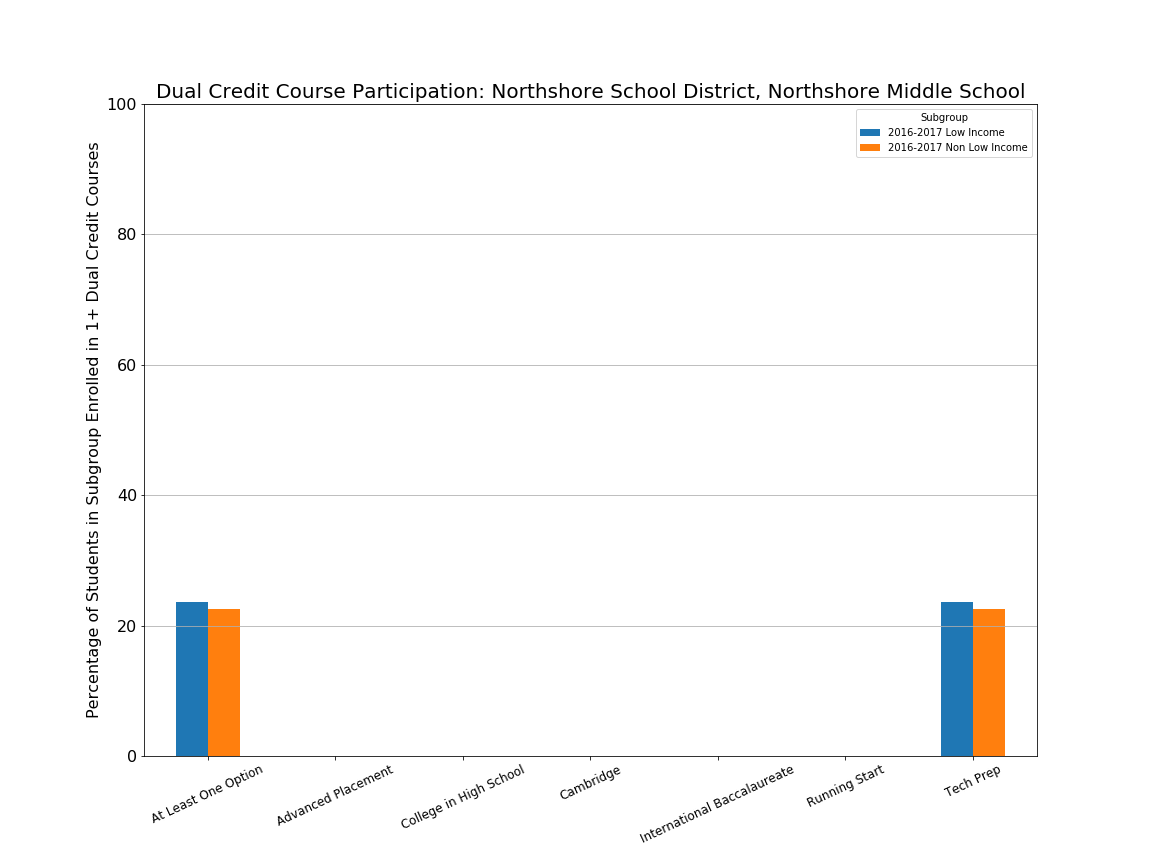 Dual Credit Course Participation: Northshore School District, Northshore Middle School
Percentage of Students in Subgroup Enrolled in 1+ Dual Credit Courses
100
80
60
40
20
0
Subgroup
2016-2017 Low Income
2016-2017 Non Low Income
At Least One Option
Advanced Placement
College in High School
Cambridge
International Baccalaureate
Running Start
Tech Prep